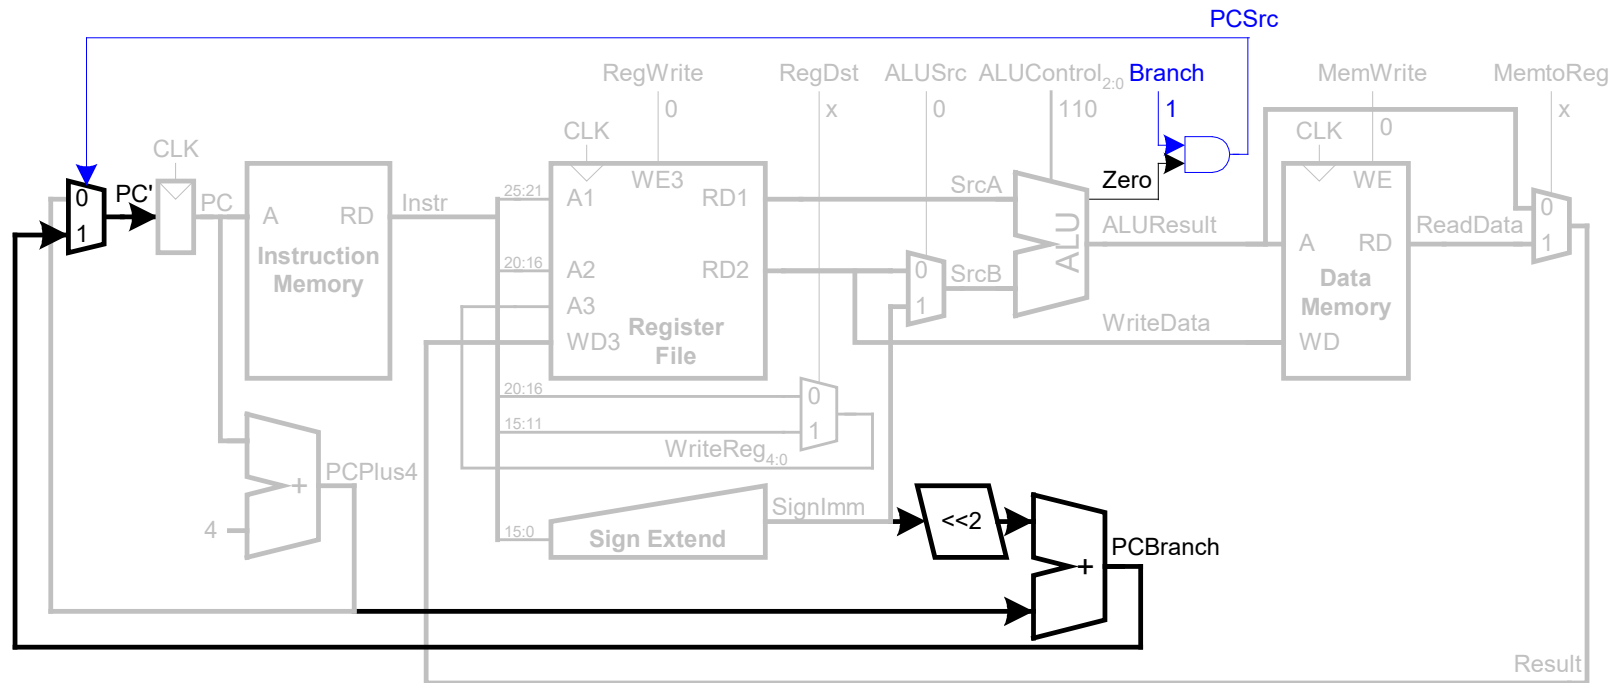 PCSrc
RegWrite RegDst ALUSrc ALUControl2:0 Branch MemWrite MemtoReg
0 x 0 110 1 0 x
CLK CLK CLK
0 PC' PC Instr 25:21 A1 WE3 RD1 SrcA Zero WE 0
1 A RD ALU ALUResult A RD ReadData 1
Instruction
Memory
20:16 A2 RD2 0 SrcB
1
Data
Memory
A3
Register
File
WD3 WriteData WD
20:16 0
15:11 1
WriteReg4:0
PCPlus4
+
4
SignImm
15:0 Sign Extend <<2
PCBranch
+
Result